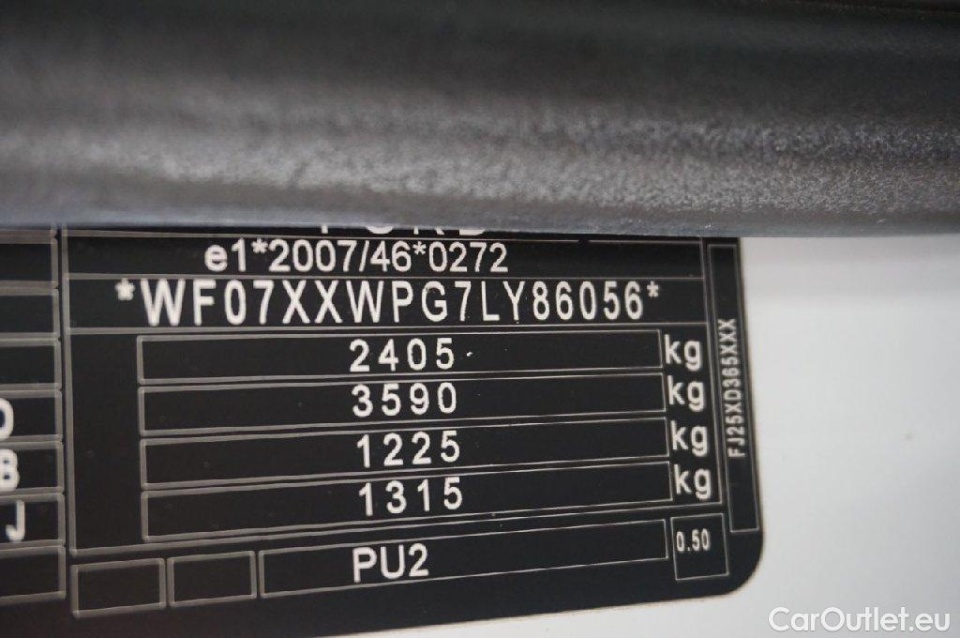 FORD
e1*2007/46*0272
*WF07XXWPG7LY86056*
2405 kg
3590 kg
1225 kg
1315 kg
PU2
0.50
FJ25XD365XXX
B
J
CarOutlet.eu